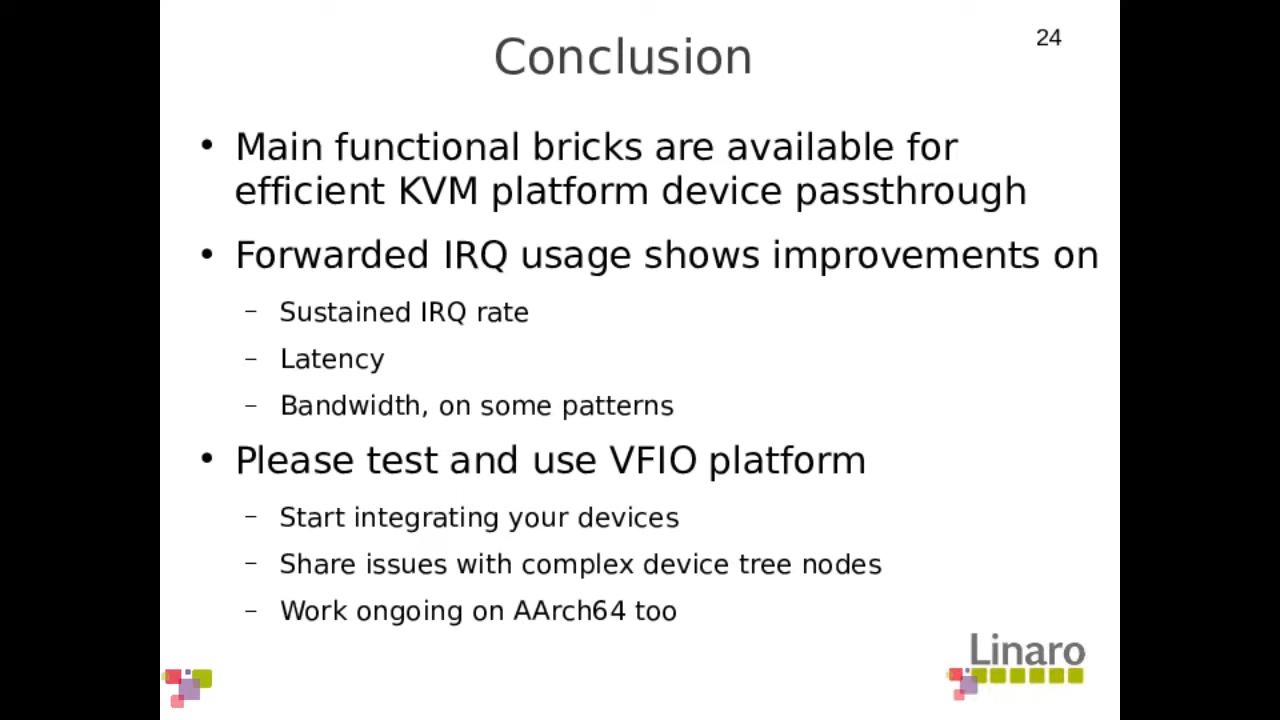 24
Conclusion
• Main functional bricks are available for
efficient KVM platform device passthrough
• Forwarded IRQ usage shows improvements on
– Sustained IRQ rate
– Latency
– Bandwidth, on some patterns
• Please test and use VFIO platform
– Start integrating your devices
– Share issues with complex device tree nodes
– Work ongoing on AArch64 too
Linaro